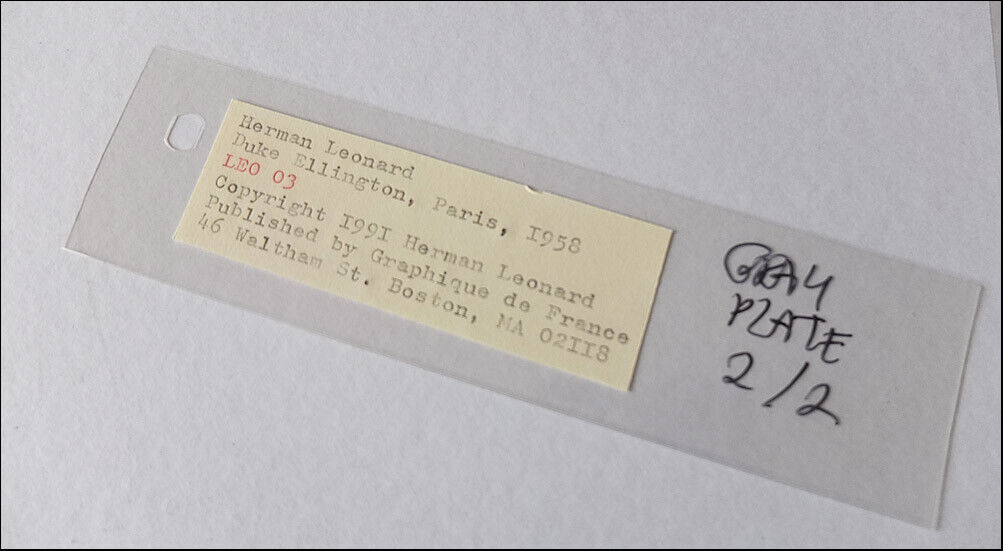 Herman Leonard
Duke Ellington, Paris, I958
LEO 03
Copyright I99I Herman Leonard
Published by Graphique de France
46 Waltham St. Boston, MA 02II8
GRAY
PLATE
2/2